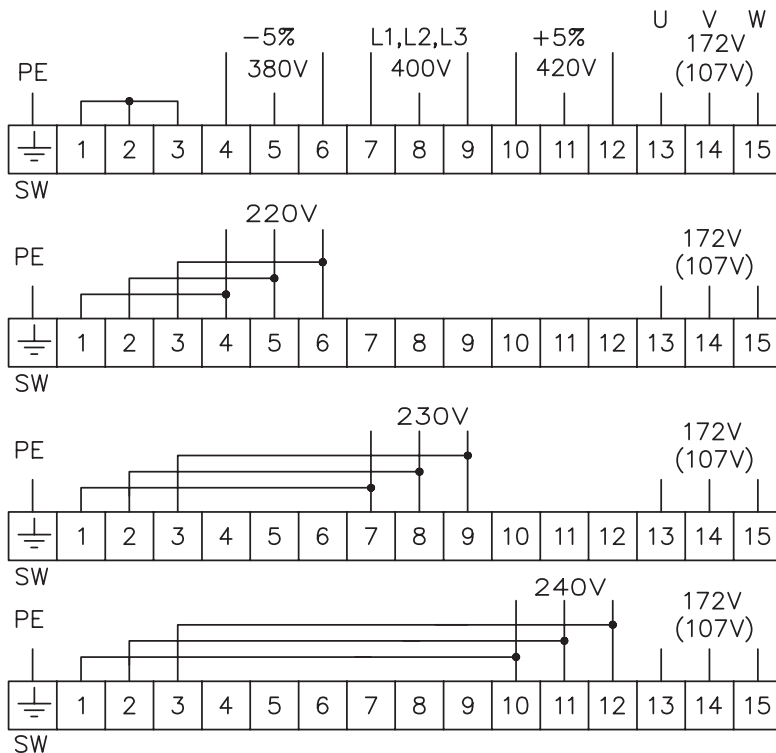 U V W
-5% L1,L2,L3 +5% 172V
PE 380V 400V 420V (107V)
1 2 3 4 5 6 7 8 9 10 11 12 13 14 15
SW
220V
PE 172V
(107V)
1 2 3 4 5 6 7 8 9 10 11 12 13 14 15
SW
230V
PE 172V
(107V)
1 2 3 4 5 6 7 8 9 10 11 12 13 14 15
SW
240V
PE 172V
(107V)
1 2 3 4 5 6 7 8 9 10 11 12 13 14 15
SW